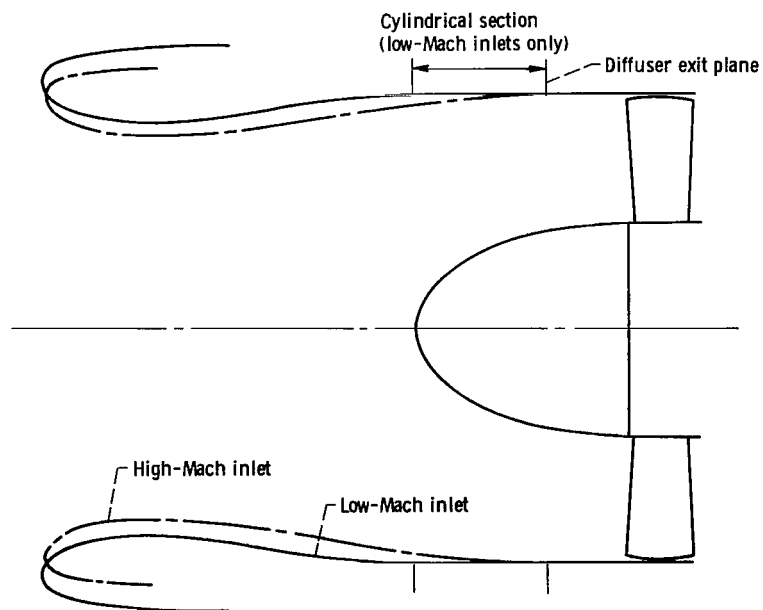 Cylindrical section
(low-Mach inlets only)
Diffuser exit plane
High-Mach inlet
Low-Mach inlet